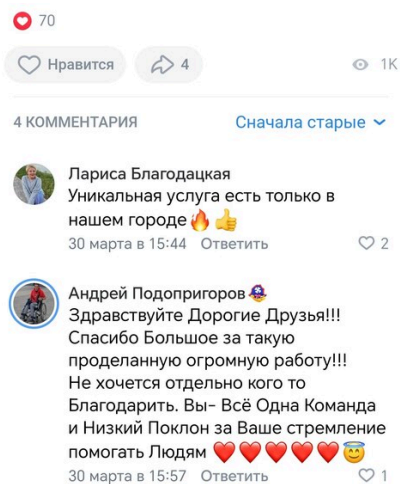 70
Нравится
4
1K
4 КОММЕНТАРИЯ
Сначала старые
Лариса Благодацкая
Уникальная услуга есть только в
нашем городе🔥👍
30 марта в 15:44 Ответить
2
Андрей Подопригоров
Здравствуйте Дорогие Друзья!!!
Спасибо Большое за такую
проделанную огромную работу!!!
Не хочется отдельно кого то
Благодарить. Вы- Всё Одна Команда
и Низкий Поклон за Ваше стремление
помогать Людям ❤️❤️❤️❤️❤️😇
30 марта в 15:57 Ответить
1